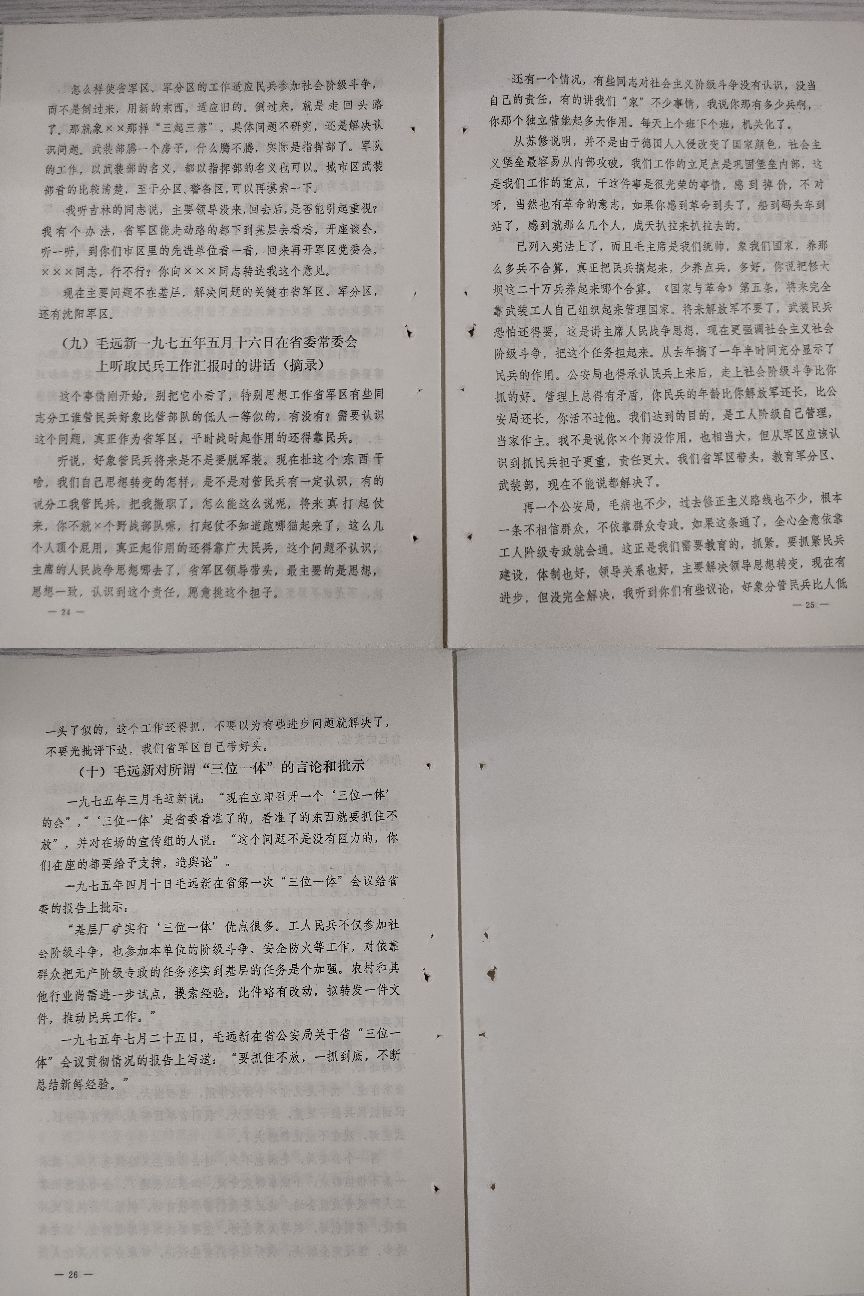 怎么样使省军区、军分区的工作适应民兵参加社会阶级斗争，
而不是倒过来，用新的东西，适应旧的。倒过来，就是走回头路
了。那就象××那样“三起三落”。具体问题不研究，还是解决认
识问题。武装部腾一个房子，什么腾不腾，实际是指挥部了。军队
的工作，以武装部的名义，都以指挥部的名义我可以。城市区武装
部省的比较清楚，至于分区、警备区，可以再摸索一下。
我听吉林的同志说，主要领导没来，回去后，是否能引起重视？
我有个办法，省军区能走动路的都下到基层去看看，开座谈会，
听一听，到你们市区里的先进单位看一看，回来再开军区党委会。
×××同志，行不行？你向×××同志转达我这个意见。
现在主要问题不在基层，解决问题的关键在省军区、军分区，
还有沈阳军区。
（九）毛远新一九七五年五月十六日在省委常委会
上听取民兵工作汇报时的讲话（摘录）
这个事情刚开始，别把它小看了，特别思想工作省军区有些同
志分工谁管民兵好象比管部队的低人一等似的，有没有？需要认识
这个问题，真正作为省军区，平时战时起作用的还得靠民兵。
听说，好象管民兵将来是不是要脱军装。现在扯这个东西干
啥，我们自己思想转变的怎样，是不是对管民兵有一定认识，有的
说分工我管民兵，把我撤职了，怎么能这么说呢，将来真打起仗
来，你不就×个野战部队嘛，打起仗不知道跑哪猫起来了，这么几
个人顶个屁用，真正起作用的还得靠广大民兵，这个问题不认识，
主席的人民战争思想哪去了，省军区领导带头，最主要的是思想，
思想一致，认识到这个责任，愿意挑这个担子。
— 24 —
还有一个情况，有些同志对社会主义阶级斗争没有认识，没当
自己的责任，有的讲我们“家”不少事情，我说你那有多少兵啊，
你那个独立营能起多大作用。每天上个班下个班，机关化了。
从苏修说明，并不是由于德国人入侵改变了国家颜色，社会主
义堡垒最容易从内部攻破，我们工作的立足点是巩固堡垒内部，这
是我们工作的重点，干这件事是很光荣的事情，感到掉价，不对
呀，当然也有革命的意志，如果你感到革命到头了，船到码头车到
站了，感到就那么几个人，成天扒拉来扒拉去的。
已列入宪法上了，而且毛主席是我们统帅，象我们国家，养那
么多兵不合算，真正把民兵搞起来，少养点兵，多好，你说把修大
坝这二十万兵养起来哪个合算。《国家与革命》第五条，将来完全
靠武装工人自己组织起来管理国家。将来解放军不要了，武装民兵
恐怕还得要，这是讲主席人民战争思想，现在更强调社会主义社会
阶级斗争，把这个任务担起来。从去年搞了一年半时间充分显示了
民兵的作用。公安局也得承认民兵上来后，走上社会阶级斗争比你
抓的好。管理上总得有矛盾，你民兵的年龄比你解放军还长，比公
安局还长，你活不过他。我们达到的目的，是工人阶级自己管理，
当家作主。我不是说你×个师没作用，也相当大，但从军区应该认
识到抓民兵担子更重，责任更大。我们省军区带头，教育军分区、
武装部，现在不能说都解决了。
再一个公安局，毛病也不少，过去修正主义路线也不少，根本
一条不相信群众，不依靠群众专政，如果这条通了，全心全意依靠
工人阶级专政就会通。这正是我们需要教育的，抓紧。要抓紧民兵
建设，体制也好，领导关系也好，主要解决领导思想转变，现在有
进步，但没完全解决，我听到你们有些议论，好象分管民兵比人低
— 25 —
一头了似的，这个工作还得抓，不要以为有些进步问题就解决了，
不要光批评下边，我们省军区自己带好头。
（十）毛远新对所谓“三位一体”的言论和批示
一九七五年三月毛远新说：“现在立即召开一个‘三位一体’
的会”。“‘三位一体’是省委看准了的，看准了的东西就要抓住不
放”，并对在场的宣传组的人说：“这个问题不是没有阻力的，你
们在座的都要给予支持，造舆论”。
一九七五年四月十日毛远新在省第一次“三位一体”会议给省
委的报告上批示：
“基层厂矿实行‘三位一体’优点很多。工人民兵不仅参加社
会阶级斗争，也参加本单位的阶级斗争、安全防火等工作，对依靠
群众把无产阶级专政的任务落实到基层的任务是个加强。农村和其
他行业尚需进一步试点，摸索经验。此件略有改动，拟转发一件文
件，推动民兵工作。”
一九七五年七月二十五日，毛远新在省公安局关于省“三位一
体”会议贯彻情况的报告上写道：“要抓住不放，一抓到底，不断
总结新鲜经验。”
— 26 —